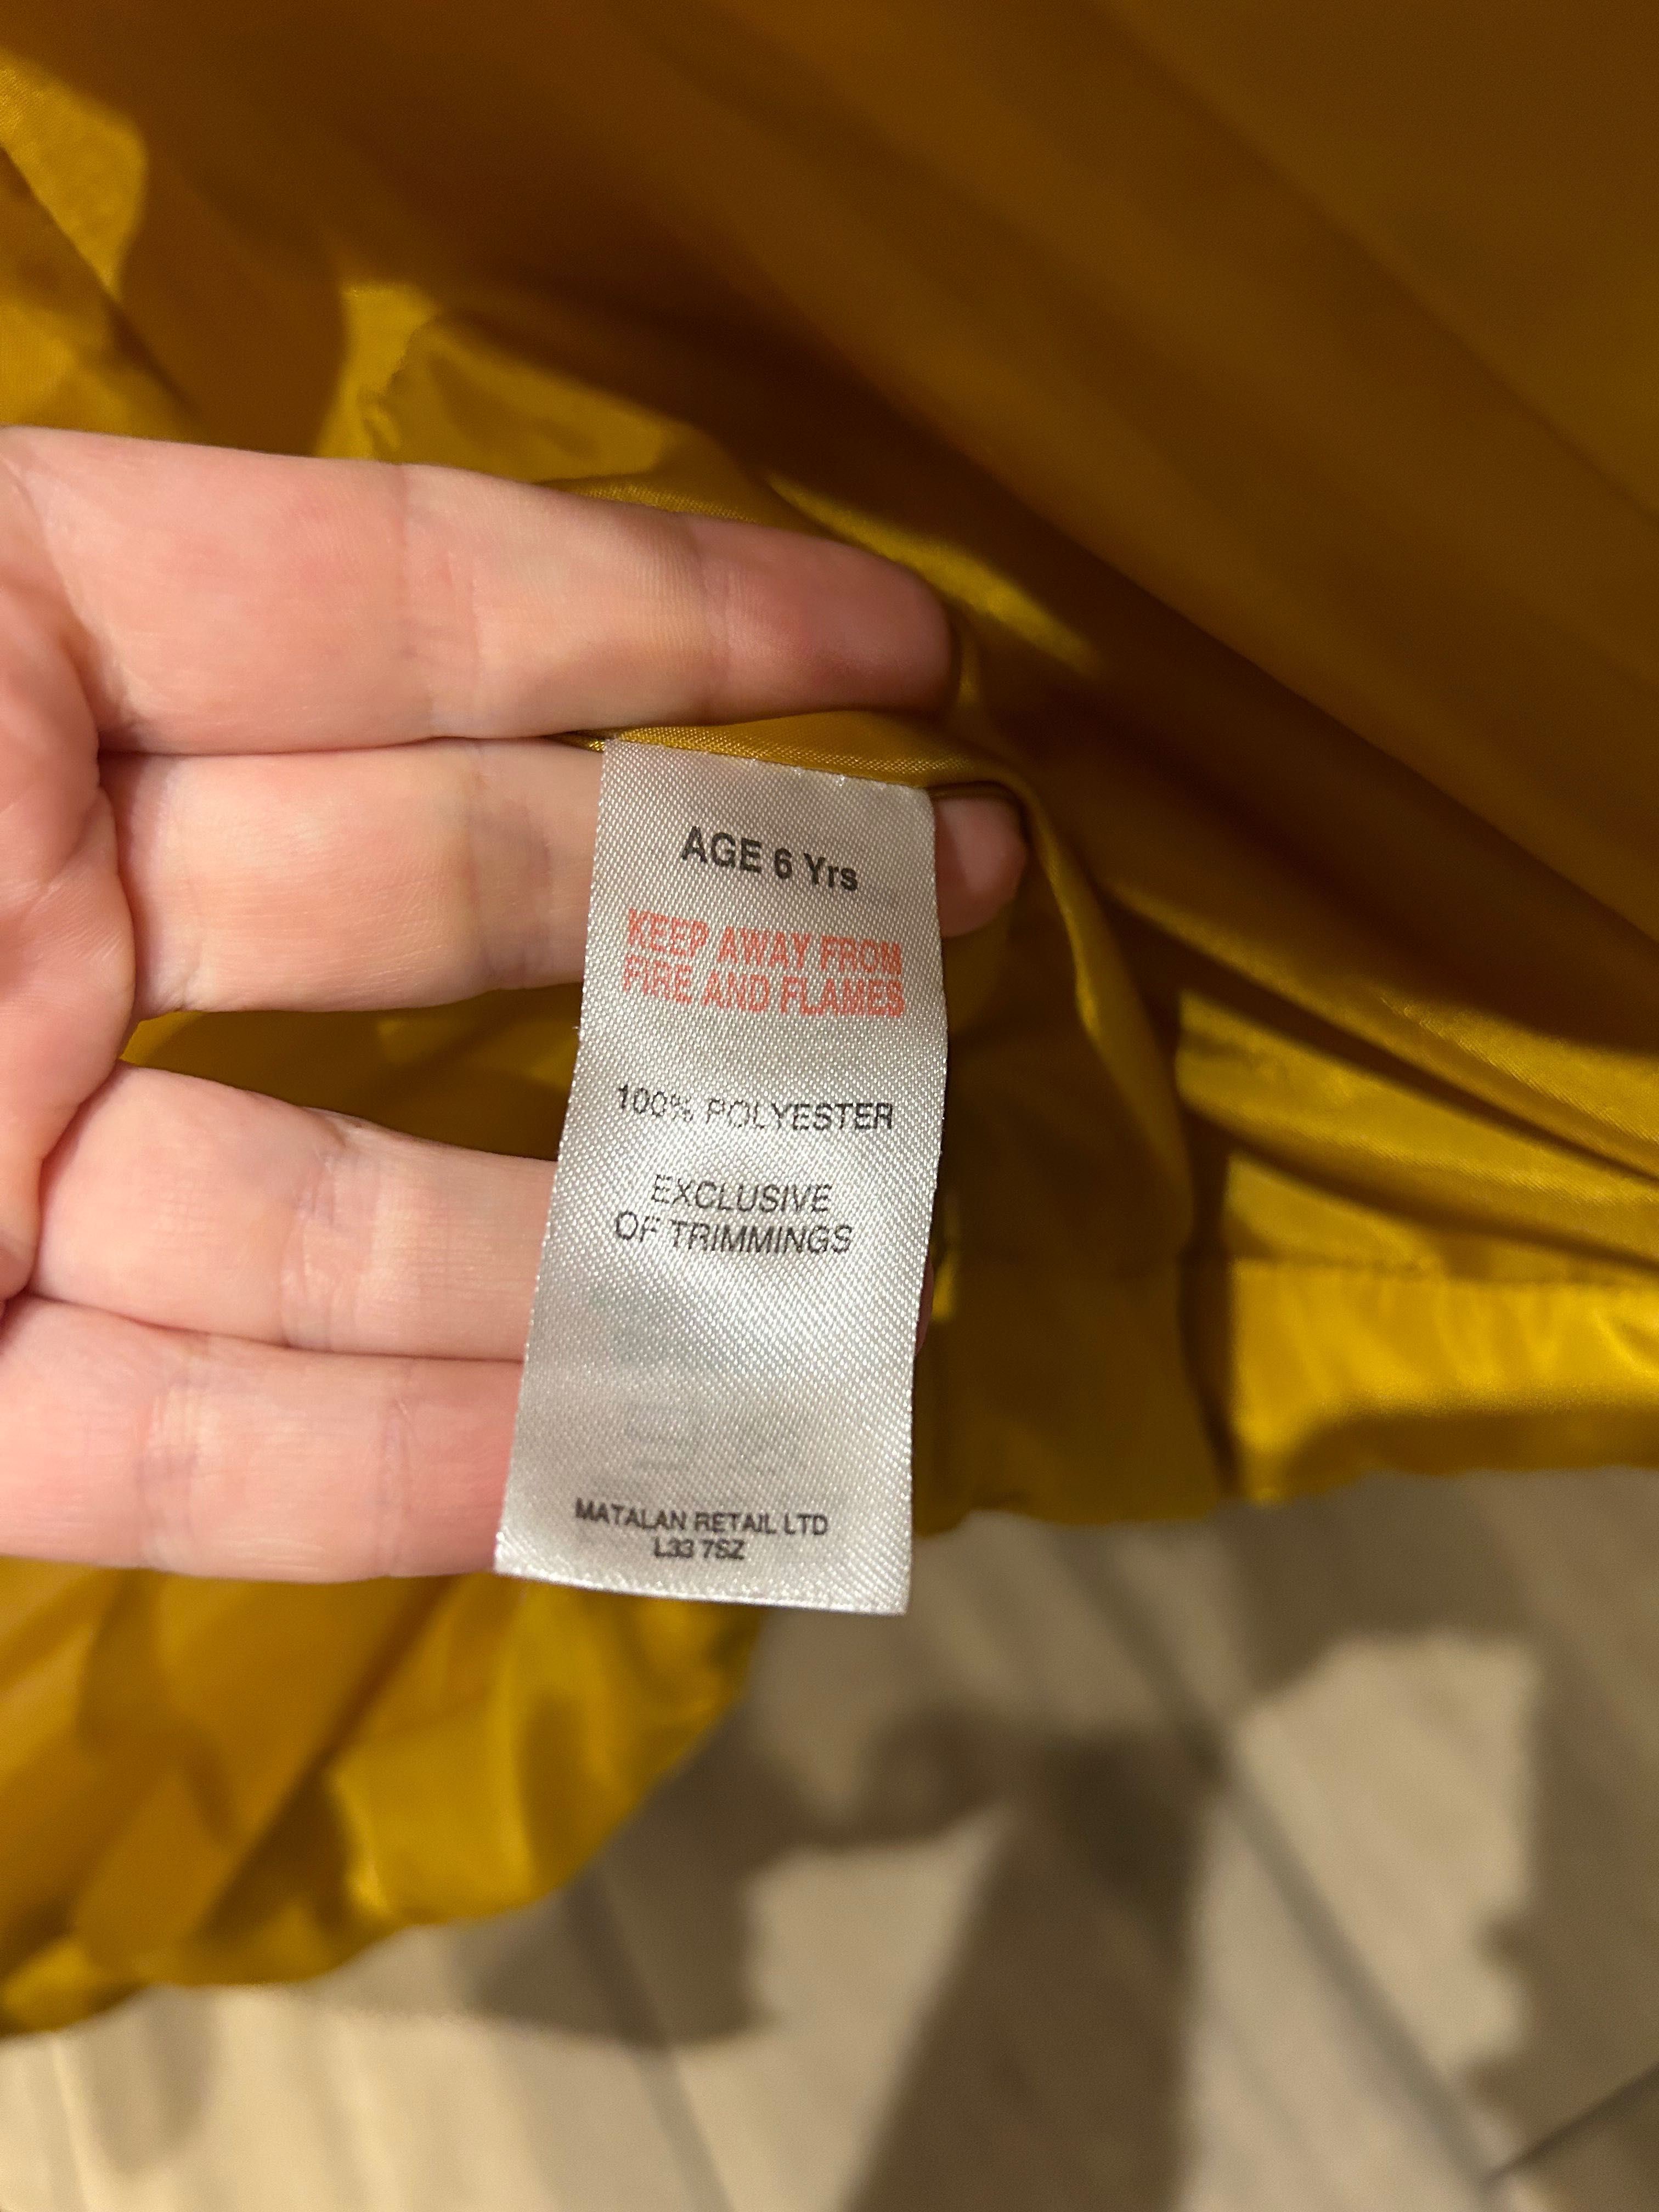 AGE 6 Yrs
KEEP AWAY FROM
FIRE AND FLAMES
100% POLYESTER
EXCLUSIVE
OF TRIMMINGS
MATALAN RETAIL LTD
L33 7SZ